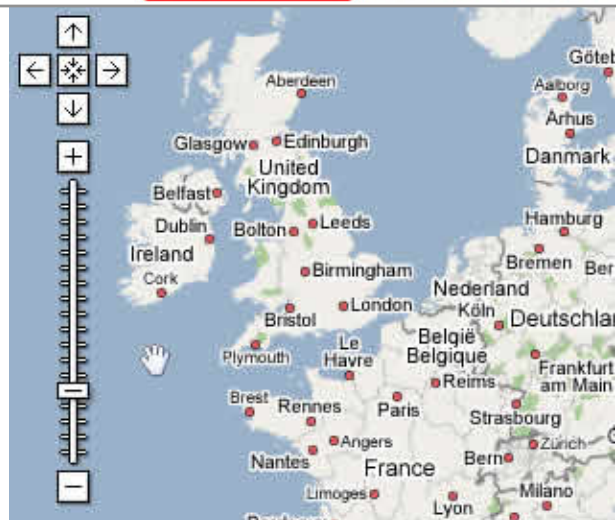 Aberdeen
Göteb
Aalborg
Århus
Danmark
Glasgow
Edinburgh
United
Kingdom
Belfast
Dublin
Ireland
Bolton
Leeds
Cork
Birmingham
Hamburg
Bremen
Ber
Nederland
Bristol
London
Köln
Deutschlan
Plymouth
Le
Havre
België
Belgique
Frankfurt
am Main
Brest
Rennes
Paris
Reims
Strasbourg
Nantes
Angers
Zürich
Bern
France
Limoges
Lyon
Milano